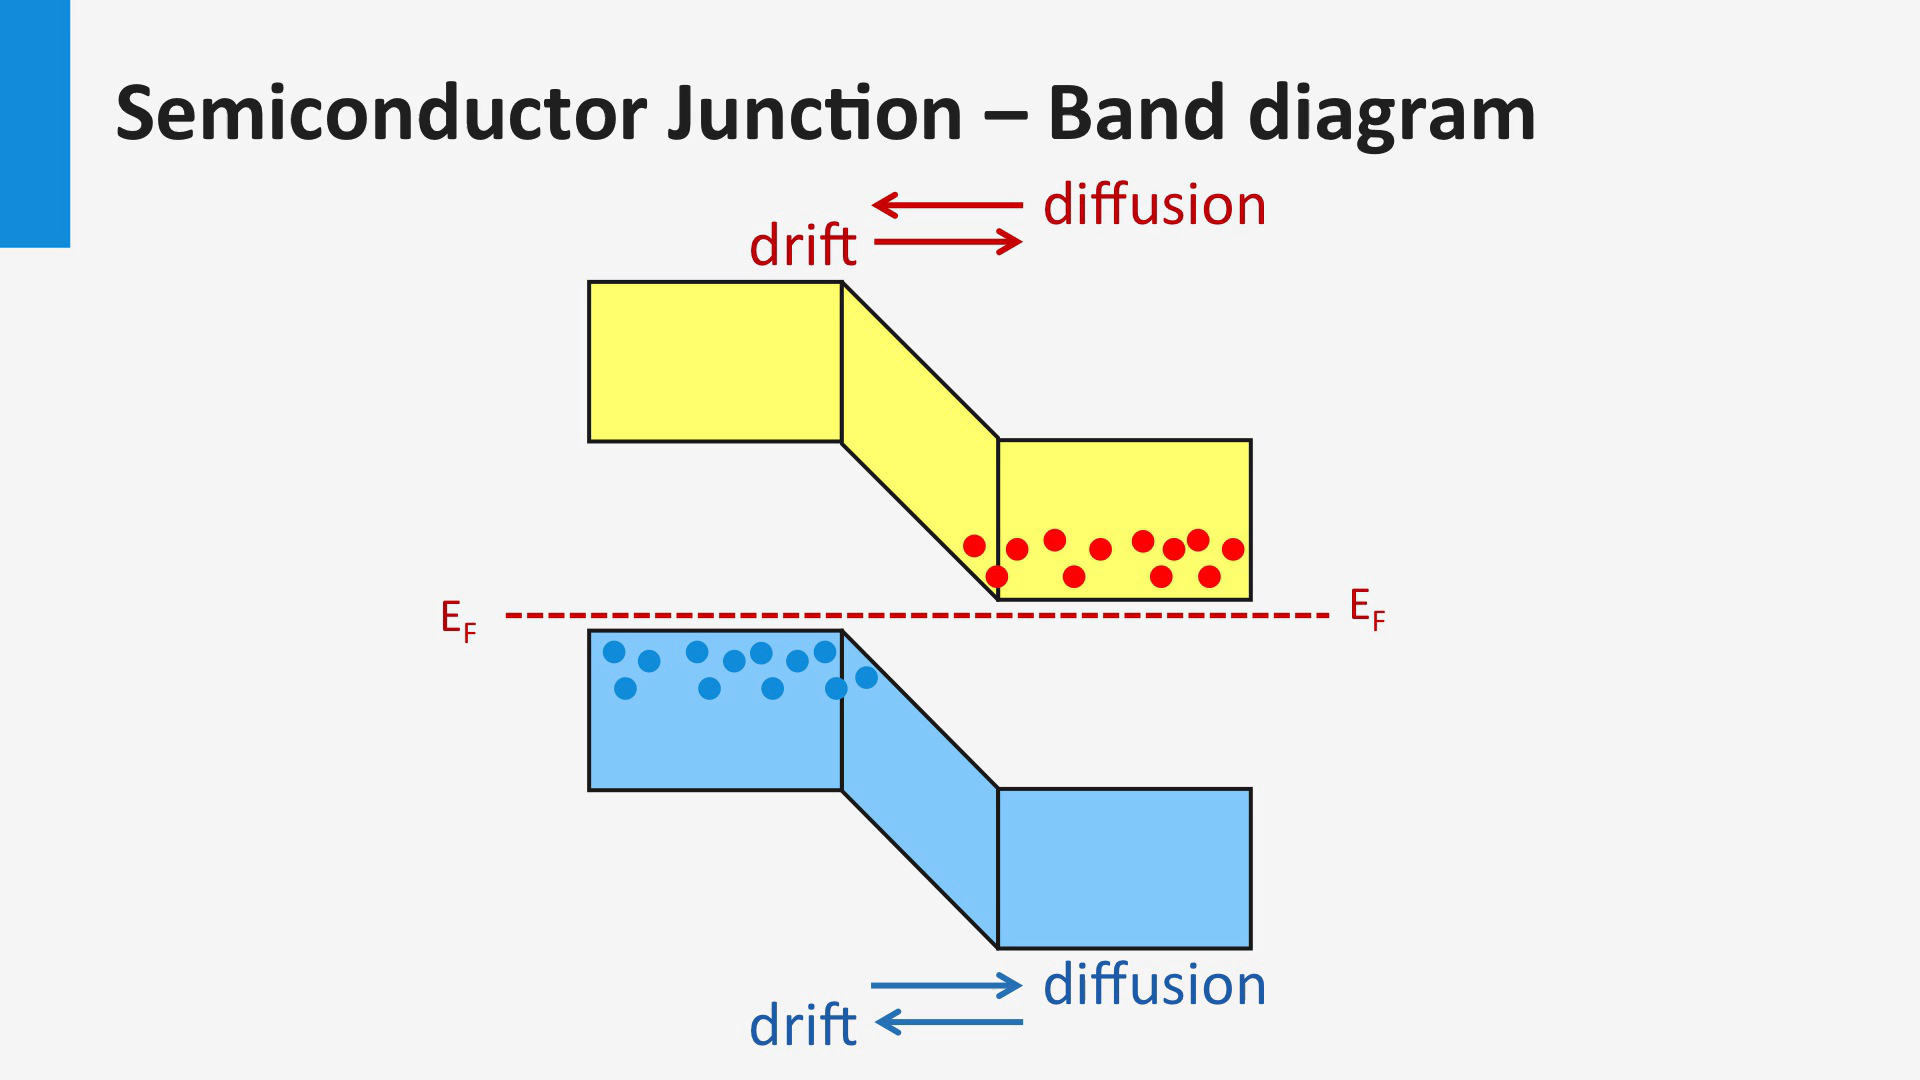 Semiconductor Junction – Band diagram
diffusion
drift
E_F
E_F
diffusion
drift